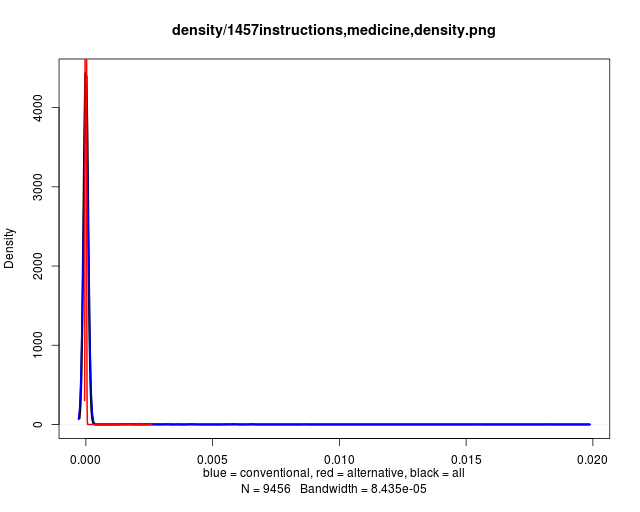 density/1457instructions,medicine,density.png
Density
4000
3000
2000
1000
0
0.000 0.005 0.010 0.015 0.020
blue = conventional, red = alternative, black = all
N = 9456 Bandwidth = 8.435e-05